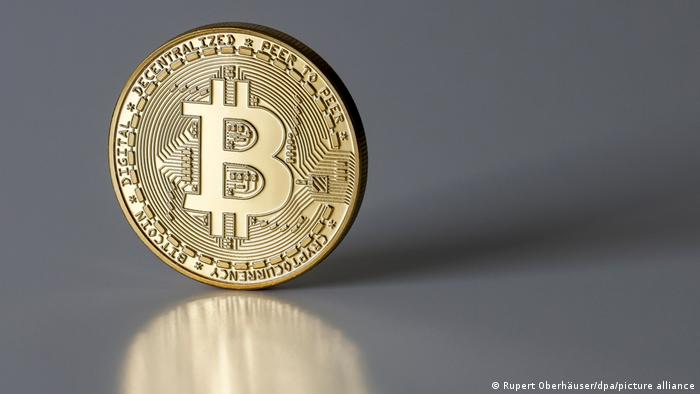 DIGITAL * DECENTRALIZED * PEER TO PEER *
CRYPTOCURRENCY * BITCOIN *
B
© Rupert Oberhäuser/dpa/picture alliance